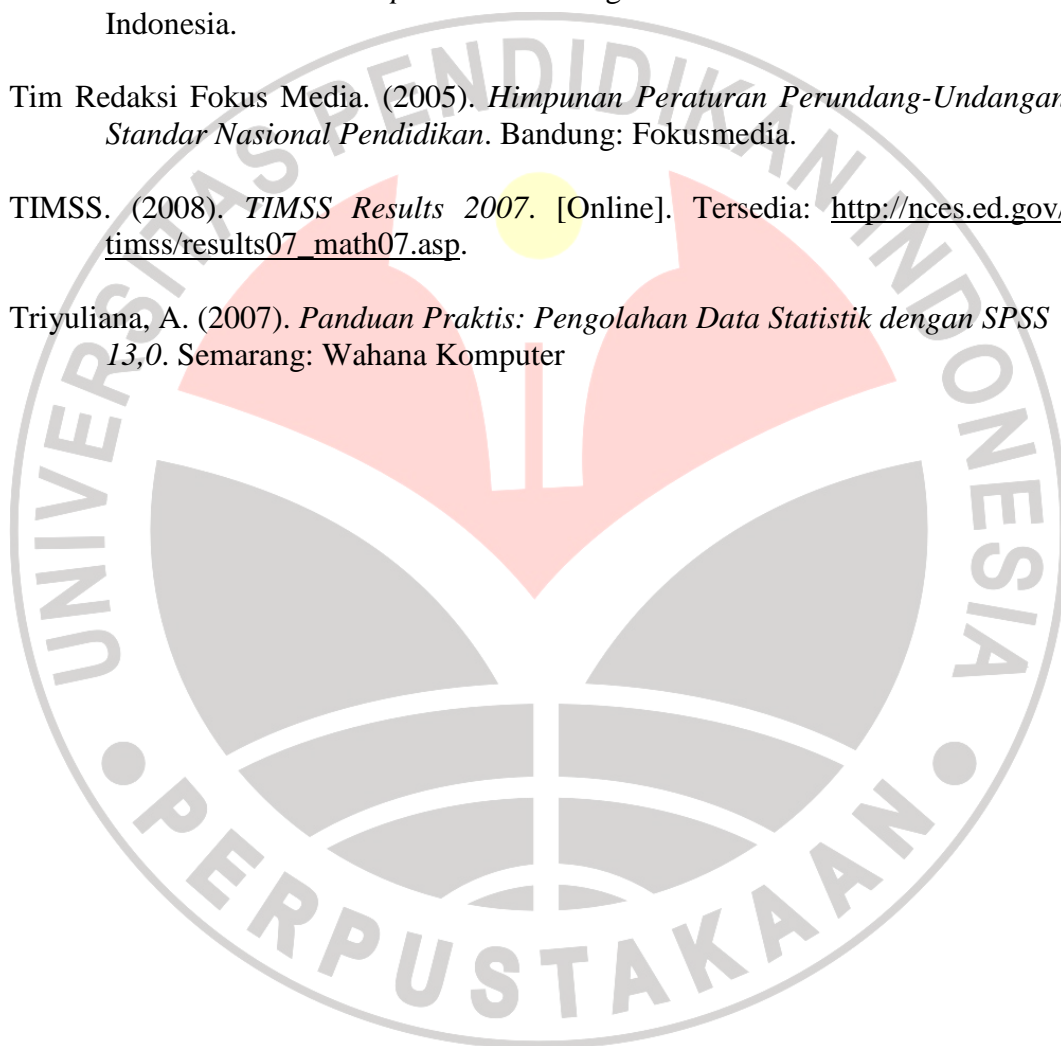 Indonesia.
Tim Redaksi Fokus Media. (2005). Himpunan Peraturan Perundang-Undangan
Standar Nasional Pendidikan. Bandung: Fokusmedia.
TIMSS. (2008). TIMSS Results 2007. [Online]. Tersedia: http://nces.ed.gov/
timss/results07_math07.asp.
Triyuliana, A. (2007). Panduan Praktis: Pengolahan Data Statistik dengan SPSS
13,0. Semarang: Wahana Komputer
UNIVERSITAS PENDIDIKAN INDONESIA
PERPUSTAKAAN